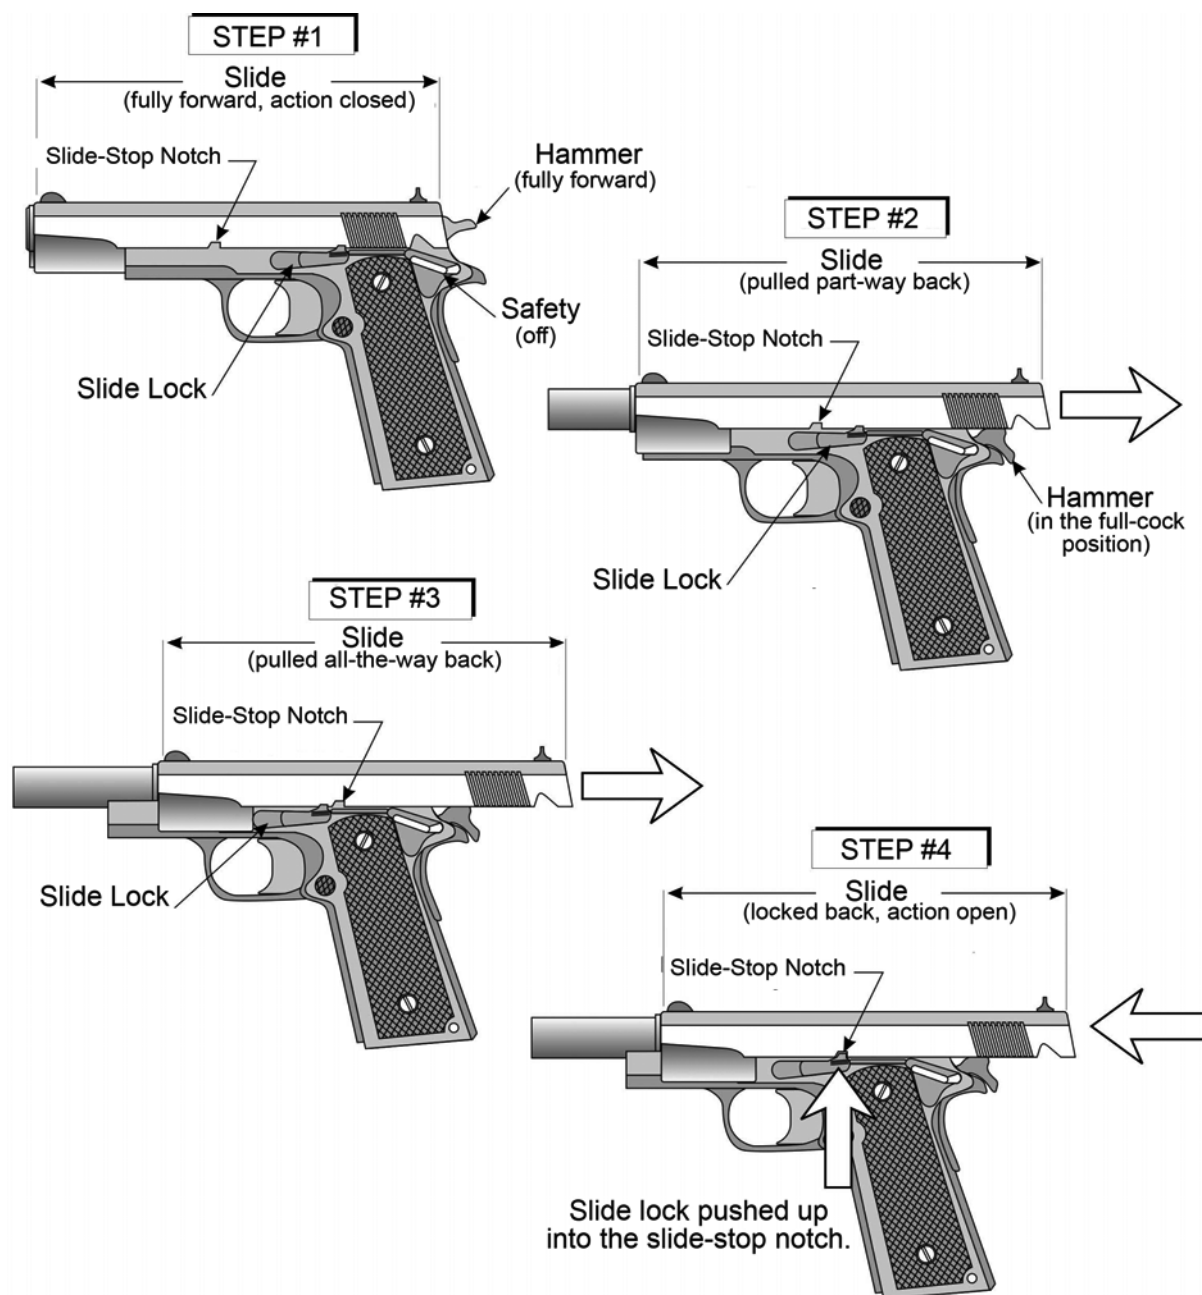 STEP #1
Slide
(fully forward, action closed)
Slide-Stop Notch
Hammer
(fully forward)
Safety
(off)
Slide Lock
STEP #2
Slide
(pulled part-way back)
Slide-Stop Notch
Hammer
(in the full-cock
position)
Slide Lock
STEP #3
Slide
(pulled all-the-way back)
Slide-Stop Notch
Slide Lock
STEP #4
Slide
(locked back, action open)
Slide-Stop Notch
Slide lock pushed up
into the slide-stop notch.